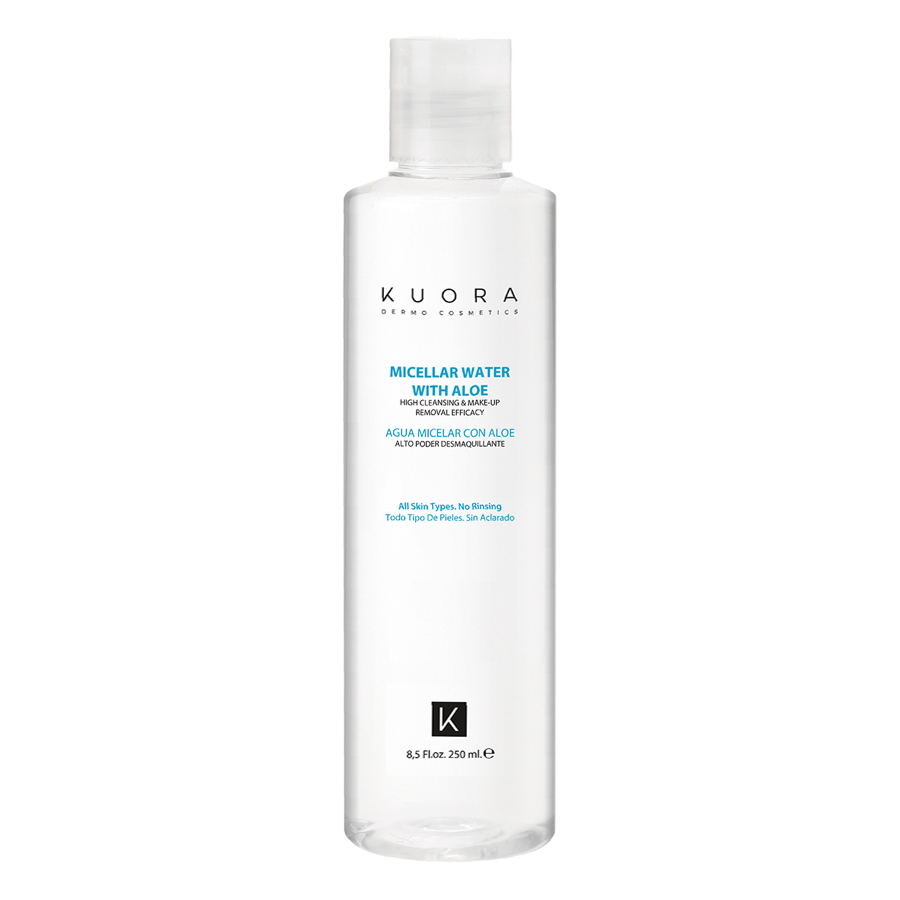 KUORA
DERMO COSMETICS
MICELLAR WATER
WITH ALOE
HIGH CLEANSING & MAKE-UP
REMOVAL EFFICACY
AGUA MICELAR CON ALOE
ALTO PODER DESMAQUILLANTE
All Skin Types. No Rinsing
Todo Tipo De Pieles. Sin Aclarado
K
8,5 Fl.oz. 250 ml. ℮